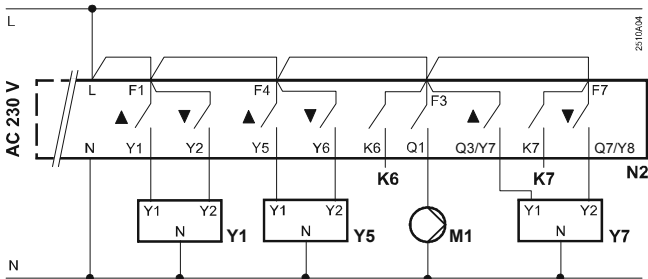 L
2510A04
AC 230 V
L F1 F4 F3 F7
▲ ▼ ▲ ▼ ▲ ▼
N Y1 Y2 Y5 Y6 K6 Q1 Q3/Y7 K7 Q7/Y8
K6 K7 N2
Y1 Y2 Y1 Y2 Y1 Y2
N Y1 N Y5 M1 N Y7
N